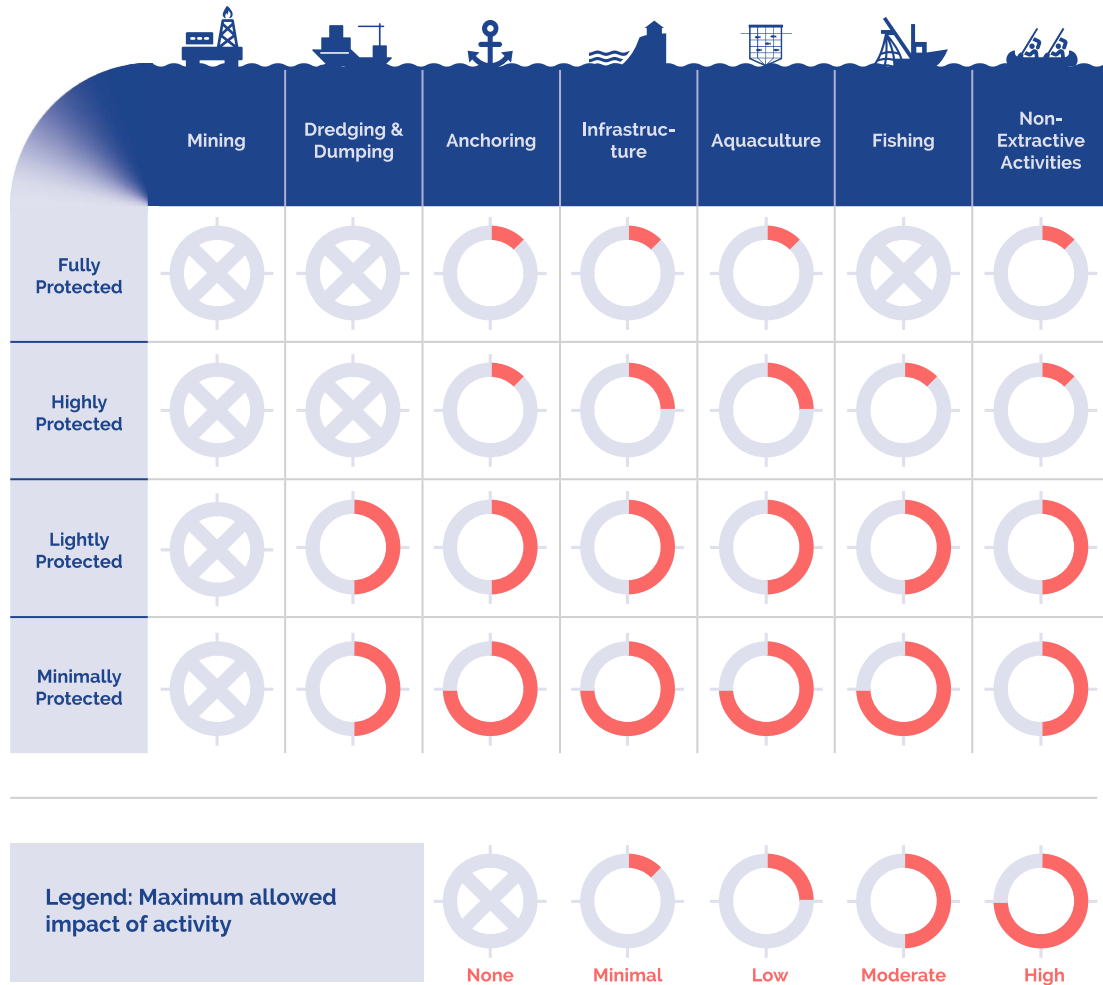 Mining
Dredging &
Dumping
Anchoring
Infrastruc-
ture
Aquaculture
Fishing
Non-
Extractive
Activities
Fully
Protected
Highly
Protected
Lightly
Protected
Minimally
Protected
Legend: Maximum allowed
impact of activity
None
Minimal
Low
Moderate
High